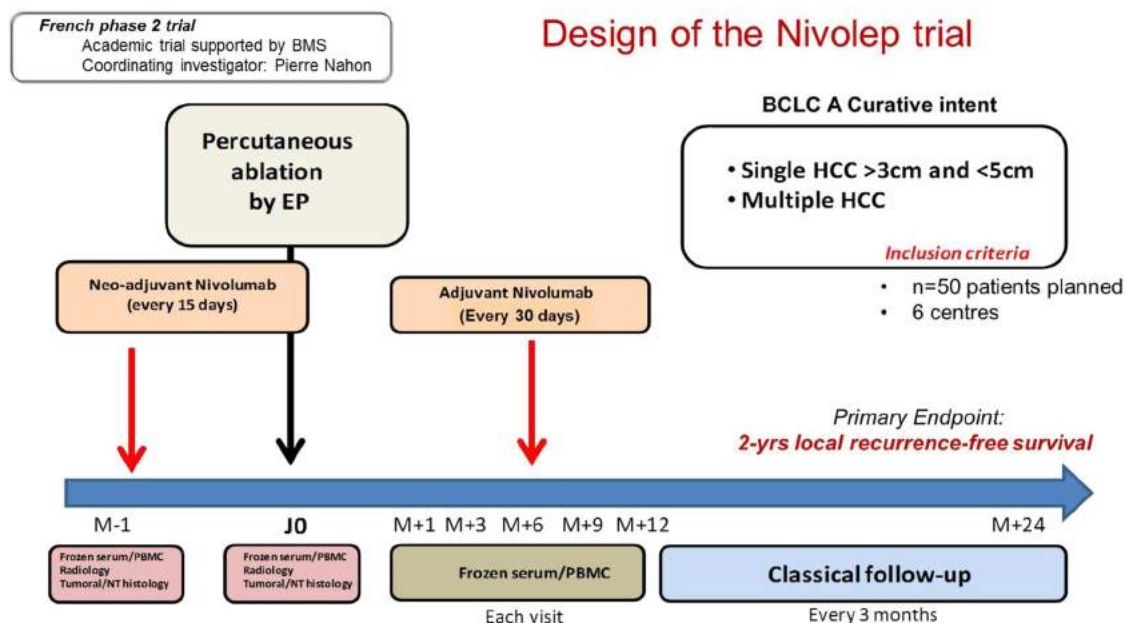 French phase 2 trial
Academic trial supported by BMS
Coordinating investigator: Pierre Nahon
Design of the Nivolep trial
Percutaneous
ablation
by EP
BCLC A Curative intent
• Single HCC >3cm and <5cm
• Multiple HCC
Inclusion criteria
• n=50 patients planned
• 6 centres
Neo-adjuvant Nivolumab
(every 15 days)
Adjuvant Nivolumab
(Every 30 days)
Primary Endpoint:
2-yrs local recurrence-free survival
M-1
J0
M+1 M+3 M+6 M+9 M+12
M+24
Frozen serum/PBMC
Radiology
Tumoral/NT histology
Frozen serum/PBMC
Radiology
Tumoral/NT histology
Frozen serum/PBMC
Each visit
Classical follow-up
Every 3 months